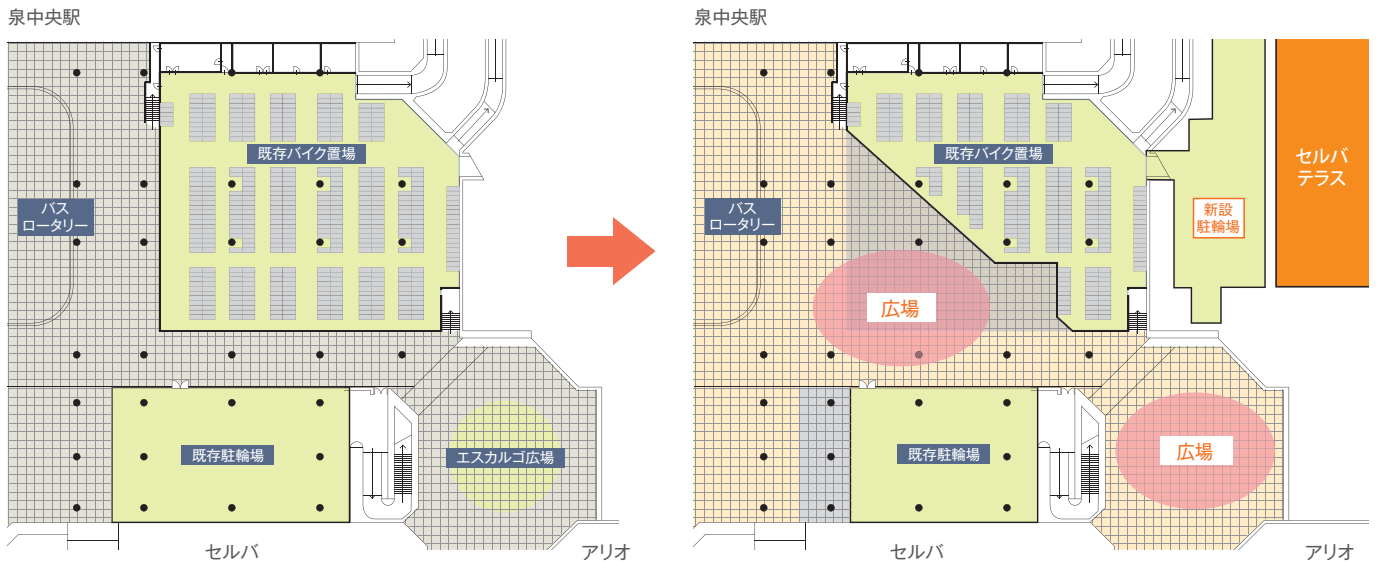 泉中央駅
既存バイク置場
バス
ロータリー
既存駐輪場
エスカルゴ広場
セルバ
アリオ
泉中央駅
既存バイク置場
セルバ
テラス
バス
ロータリー
新設
駐輪場
広場
既存駐輪場
広場
セルバ
アリオ